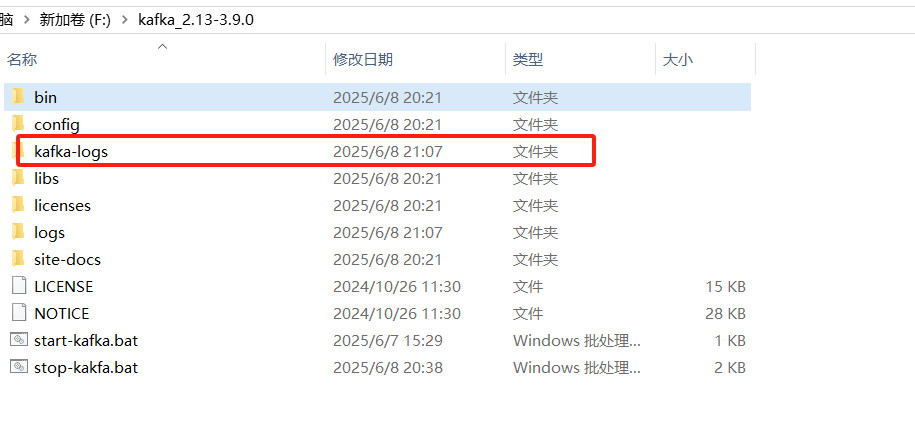 脑 > 新加卷 (F:) > kafka_2.13-3.9.0
名称 修改日期 类型 大小
bin 2025/6/8 20:21 文件夹
config 2025/6/8 20:21 文件夹
kafka-logs 2025/6/8 21:07 文件夹
libs 2025/6/8 20:21 文件夹
licenses 2025/6/8 20:21 文件夹
logs 2025/6/8 21:07 文件夹
site-docs 2025/6/8 20:21 文件夹
LICENSE 2024/10/26 11:30 文件 15 KB
NOTICE 2024/10/26 11:30 文件 28 KB
start-kafka.bat 2025/6/7 15:29 Windows 批处理... 1 KB
stop-kakfa.bat 2025/6/8 20:38 Windows 批处理... 2 KB